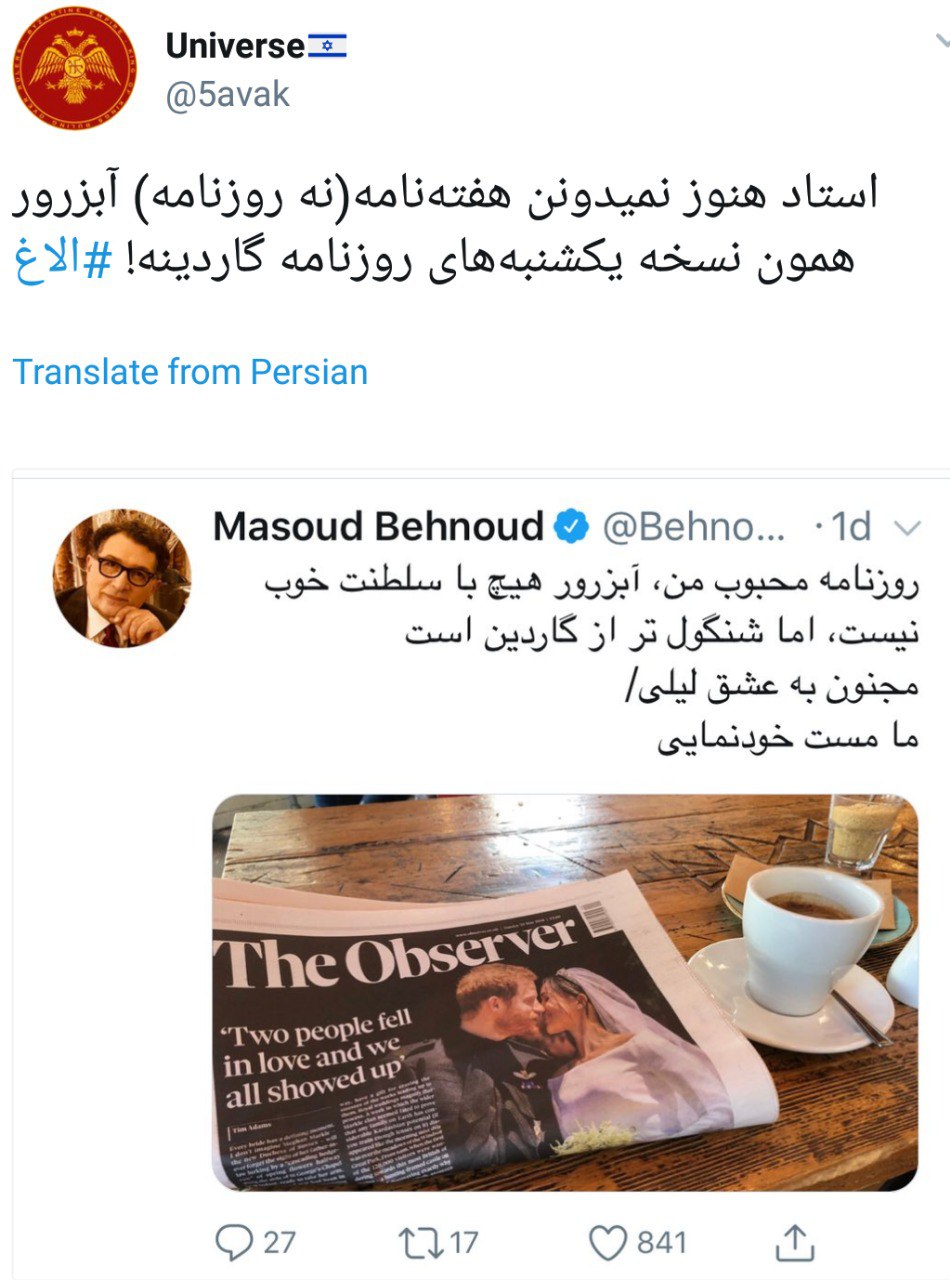 Universe
@5avak
استاد هنوز نمیدونن هفته‌نامه(نه روزنامه) آبزرور
همون نسخه یکشنبه‌های روزنامه گاردینه! #الاغ
Translate from Persian
Masoud Behnoud @Behno... · 1d
روزنامه محبوب من، آبزرور هیچ با سلطنت خوب
نیست، اما شنگول تر از گاردین است
مجنون به عشق لیلی/
ما مست خودنمایی
The Observer
‘Two people fell
in love and we
all showed up’
Tim Adams
27 17 841